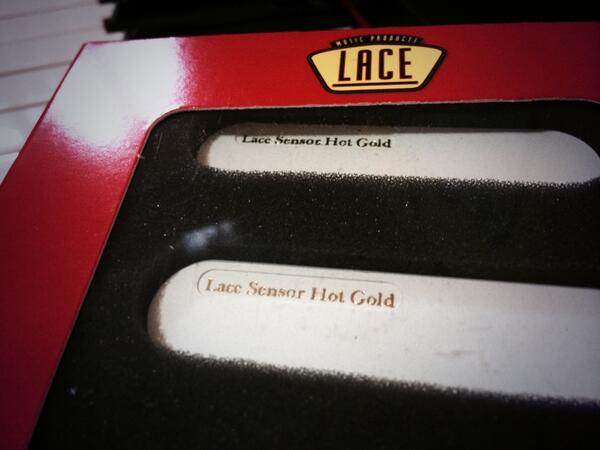 MUSIC PRODUCTS
LACE
Lace Sensor Hot Gold
Lace Sensor Hot Gold